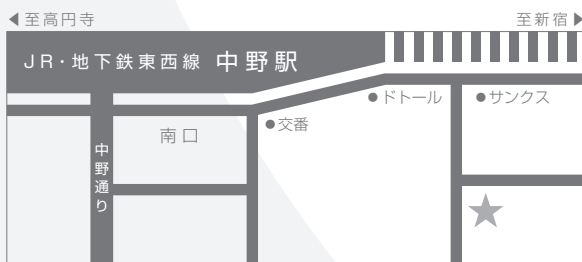 ◀至高円寺
至新宿▶
JR・地下鉄東西線 中野駅
●ドトール
●サンクス
●交番
南口
中野通り